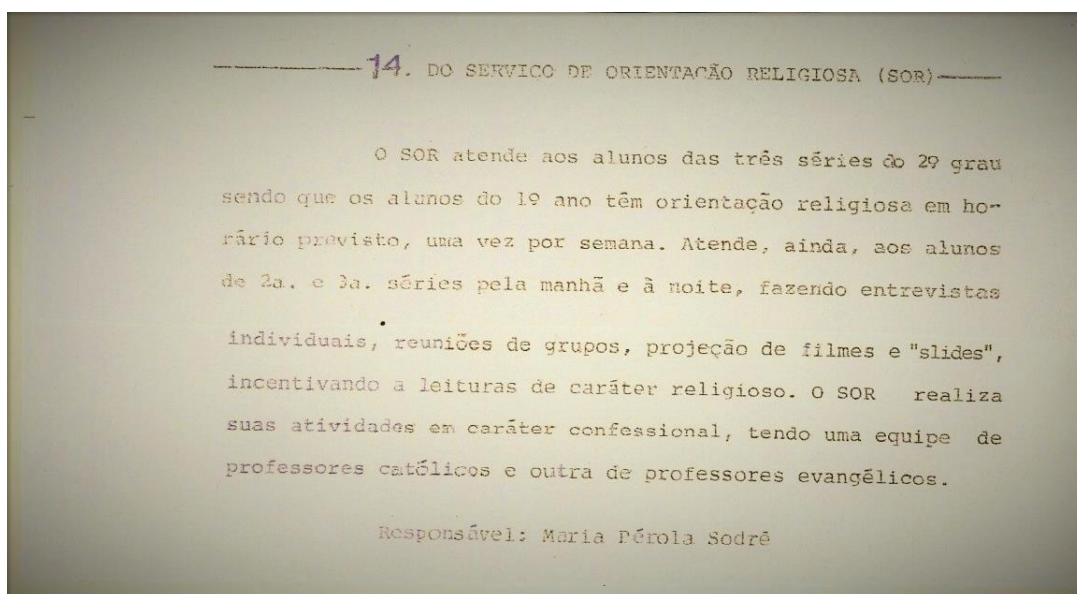 14. DO SERVICO DE ORIENTAÇÃO RELIGIOSA (SOR)
O SOR atende aos alunos das três séries do 2º grau
sendo que os alunos do 1º ano têm orientação religiosa em ho-
rário previsto, uma vez por semana. Atende, ainda, aos alunos
de 2a. e 3a. séries pela manhã e à noite, fazendo entrevistas
individuais, reuniões de grupos, projeção de filmes e "slides",
incentivando a leituras de caráter religioso. O SOR realiza
suas atividades em caráter confessional, tendo uma equipe de
professores católicos e outra de professores evangélicos.
Responsável: Maria Pérola Sodré